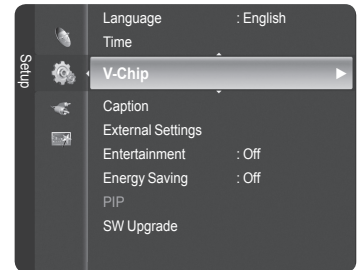 Setup
Language : English
Time
V-Chip
Caption
External Settings
Entertainment : Off
Energy Saving : Off
PIP
SW Upgrade